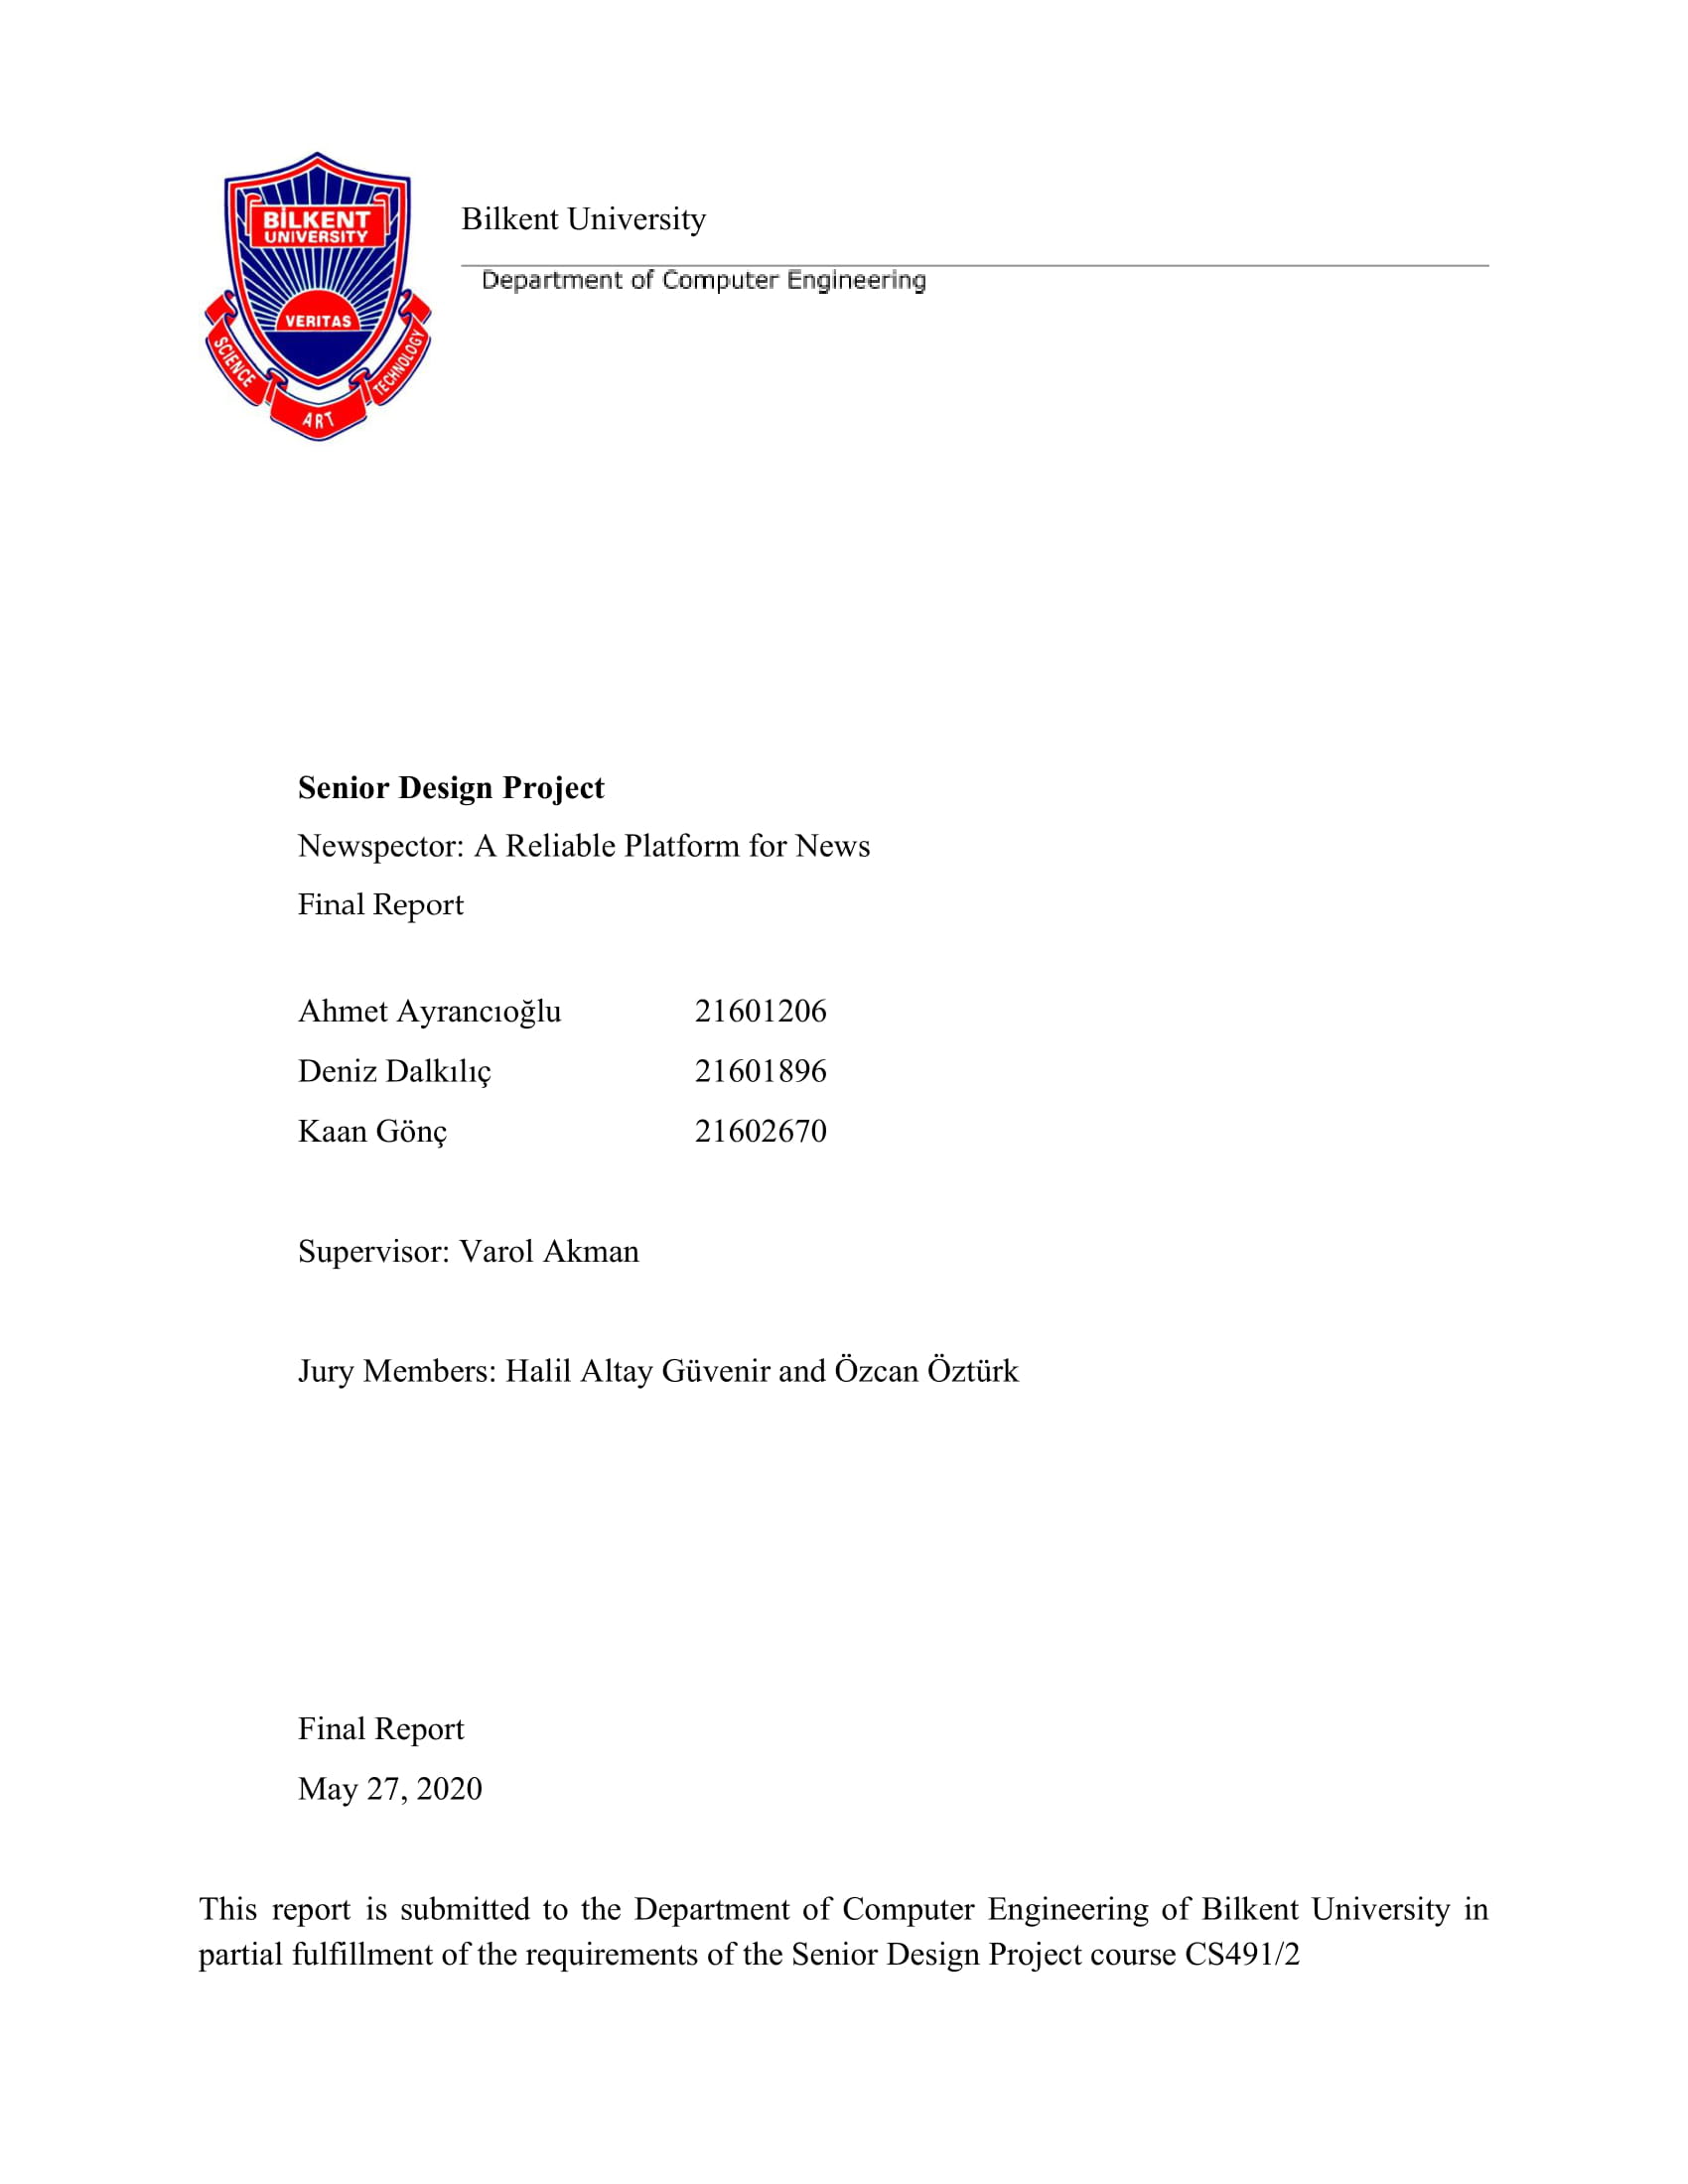 BİLKENT
UNIVERSITY
VERITAS
SCIENCE
ART
TECHNOLOGY
Bilkent University
Department of Computer Engineering
Senior Design Project
Newspector: A Reliable Platform for News
Final Report
Ahmet Ayrancıoğlu 21601206
Deniz Dalkılıç 21601896
Kaan Gönç 21602670
Supervisor: Varol Akman
Jury Members: Halil Altay Güvenir and Özcan Öztürk
Final Report
May 27, 2020
This report is submitted to the Department of Computer Engineering of Bilkent University in
partial fulfillment of the requirements of the Senior Design Project course CS491/2